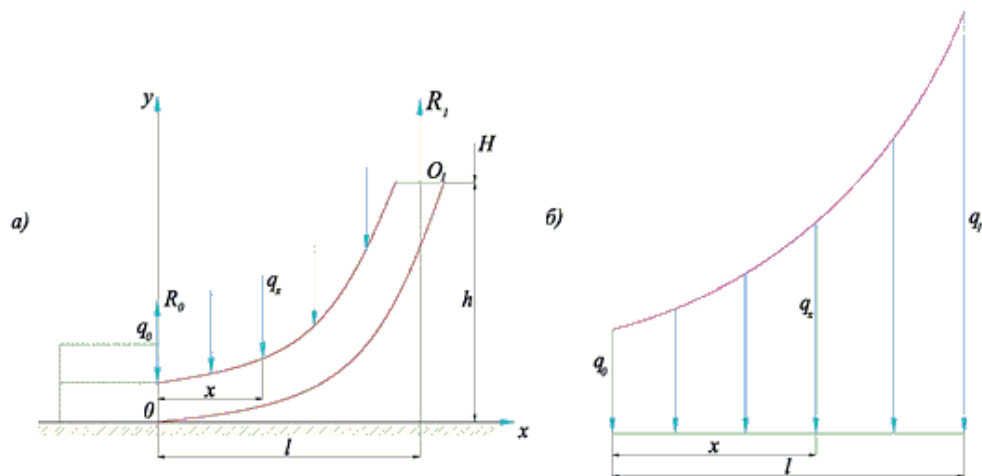 y
R₁
H
O₁
а)
R₀
q₀
qₓ
h
x
0
x
l
б)
q₁
qₓ
q₀
x
l